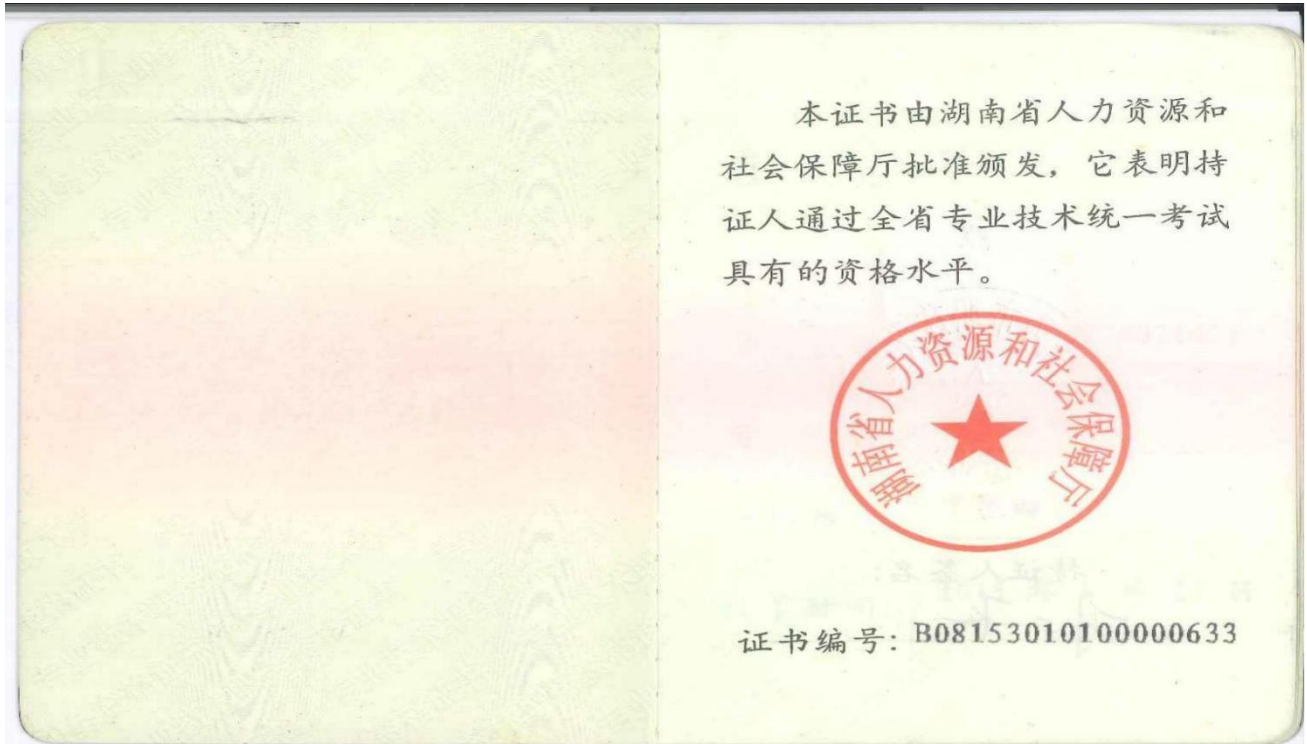 本证书由湖南省人力资源和
社会保障厅批准颁发，它表明持
证人通过全省专业技术统一考试
具有的资格水平。
湖南省人力资源和社会保障厅
证书编号：B08153010100000633